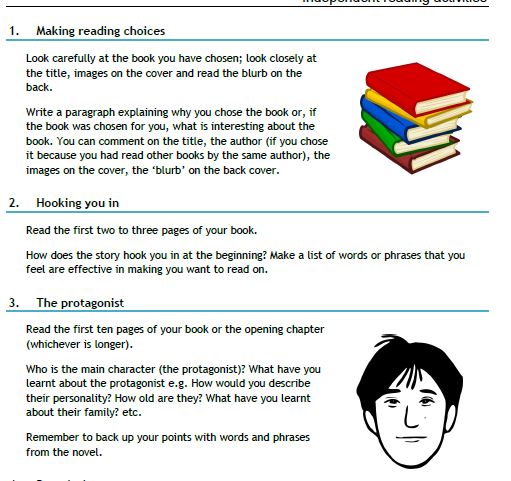 independent reading activities
1. Making reading choices
Look carefully at the book you have chosen; look closely at
the title, images on the cover and read the blurb on the
back.
Write a paragraph explaining why you chose the book or, if
the book was chosen for you, what is interesting about the
book. You can comment on the title, the author (if you chose
it because you had read other books by the same author), the
images on the cover, the ‘blurb’ on the back cover.
2. Hooking you in
Read the first two to three pages of your book.
How does the story hook you in at the beginning? Make a list of words or phrases that you
feel are effective in making you want to read on.
3. The protagonist
Read the first ten pages of your book or the opening chapter
(whichever is longer).
Who is the main character (the protagonist)? What have you
learnt about the protagonist e.g. How would you describe
their personality? How old are they? What have you learnt
about their family? etc.
Remember to back up your points with words and phrases
from the novel.